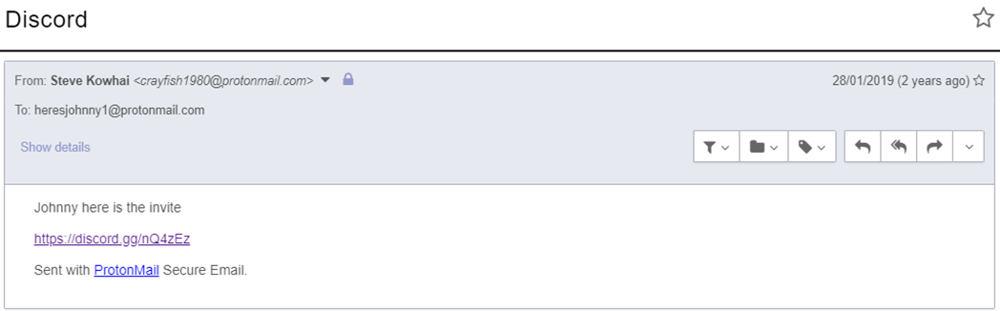 Discord
From: Steve Kowhai <crayfish1980@protonmail.com>
28/01/2019 (2 years ago)
To: heresjohnny1@protonmail.com
Show details
Johnny here is the invite
https://discord.gg/nQ4zEz
Sent with ProtonMail Secure Email.